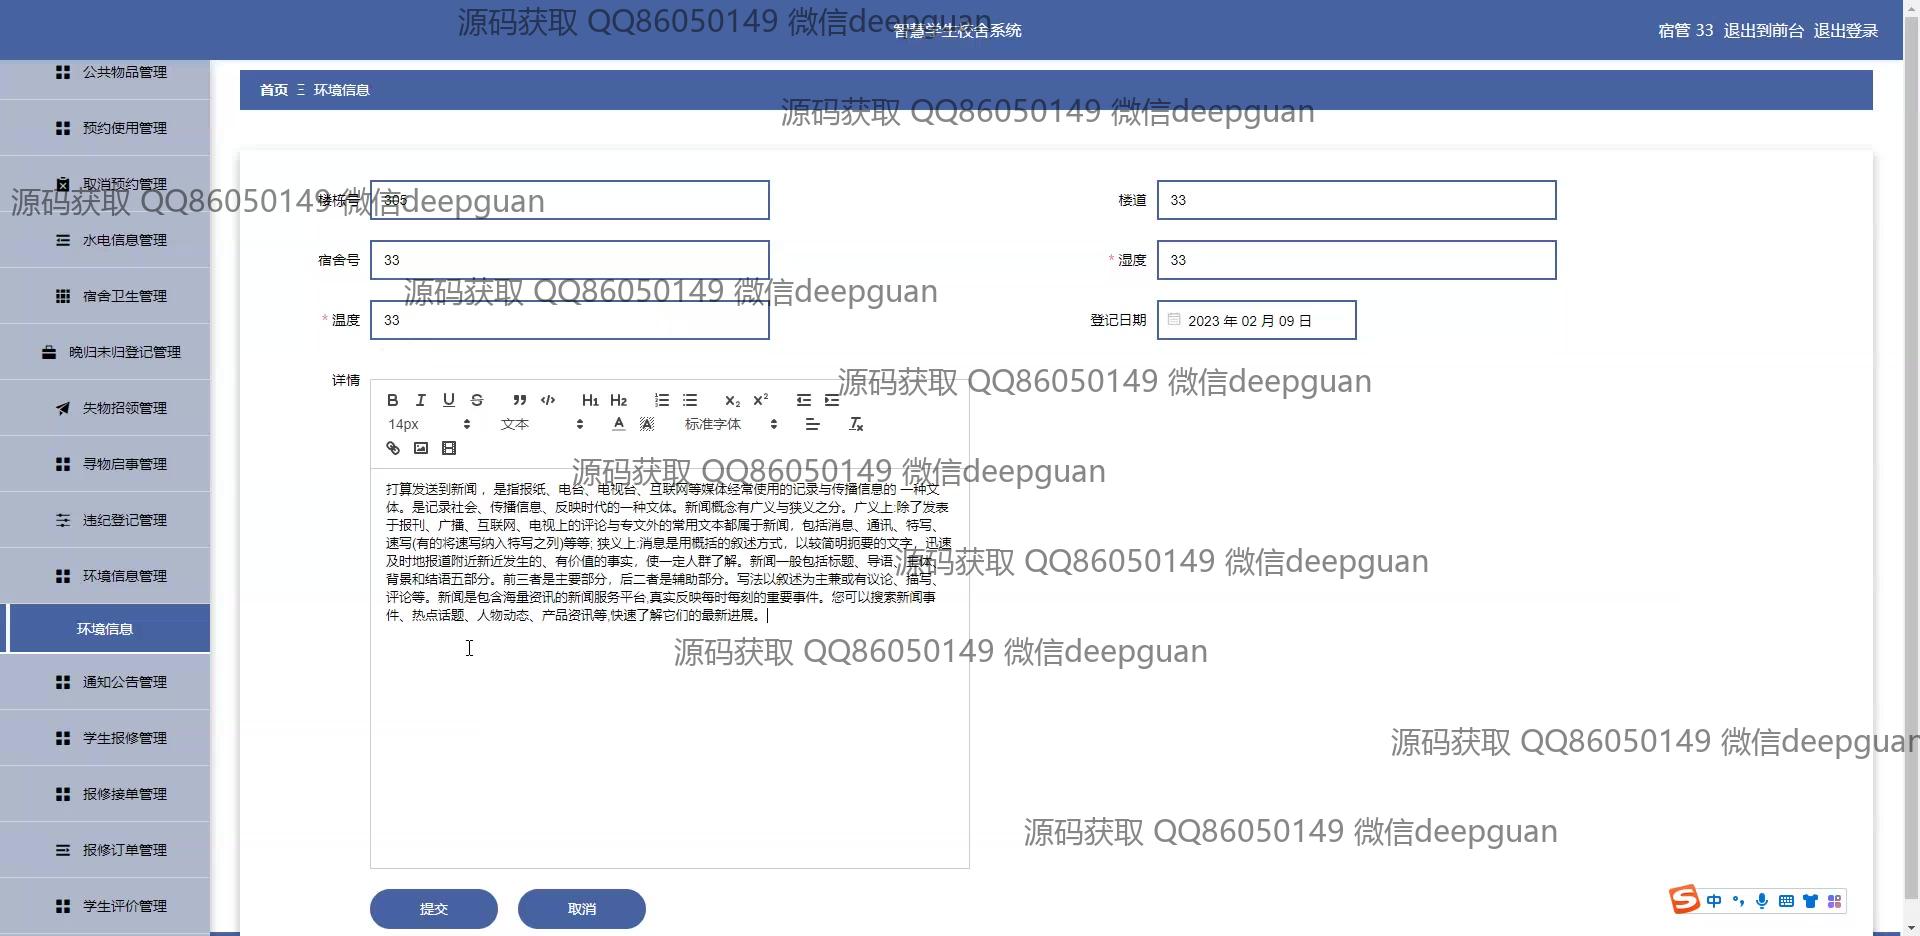 智慧学生校舍系统
宿管 33 退出到前台 退出登录
源码获取 QQ86050149 微信deepguan
公共物品管理
预约使用管理
取消预约管理
水电信息管理
宿舍卫生管理
晚归未归登记管理
失物招领管理
寻物启事管理
违纪登记管理
环境信息管理
环境信息
通知公告管理
学生报修管理
报修接单管理
报修订单管理
学生评价管理
首页 Ξ 环境信息
源码获取 QQ86050149 微信deepguan
源码获取 QQ86050149 微信deepguan
楼栋号 305
楼道 33
宿舍号 33
* 湿度 33
源码获取 QQ86050149 微信deepguan
* 温度 33
登记日期 2023 年 02 月 09 日
详情
源码获取 QQ86050149 微信deepguan
B I U S ” </> H1 H2 X2 X2
14px 文本 A A 标准字体 Tx
源码获取 QQ86050149 微信deepguan
打算发送到新闻，是指报纸、电台、电视台、互联网等媒体经常使用的记录与传播信息的 一种文
体。是记录社会、传播信息、反映时代的一种文体。新闻概念有广义与狭义之分。广义上:除了发表
于报刊、广播、互联网、电视上的评论与专文外的常用文本都属于新闻，包括消息、通讯、特写、
速写(有的将速写纳入特写之列)等等; 狭义上:消息是用概括的叙述方式，以较简明扼要的文字，迅速
及时地报道附近新近发生的、有价值的事实，使一定人群了解。新闻一般包括标题、导语、主体、
背景和结语五部分。前三者是主要部分，后二者是辅助部分。写法以叙述为主兼或有议论、描写、
评论等。新闻是包含海量资讯的新闻服务平台,真实反映每时每刻的重要事件。您可以搜索新闻事
件、热点话题、人物动态、产品资讯等,快速了解它们的最新进展。
源码获取 QQ86050149 微信deepguan
源码获取 QQ86050149 微信deepguan
源码获取 QQ86050149 微信deepguan
源码获取 QQ86050149 微信deepguan
提交 取消
S 中